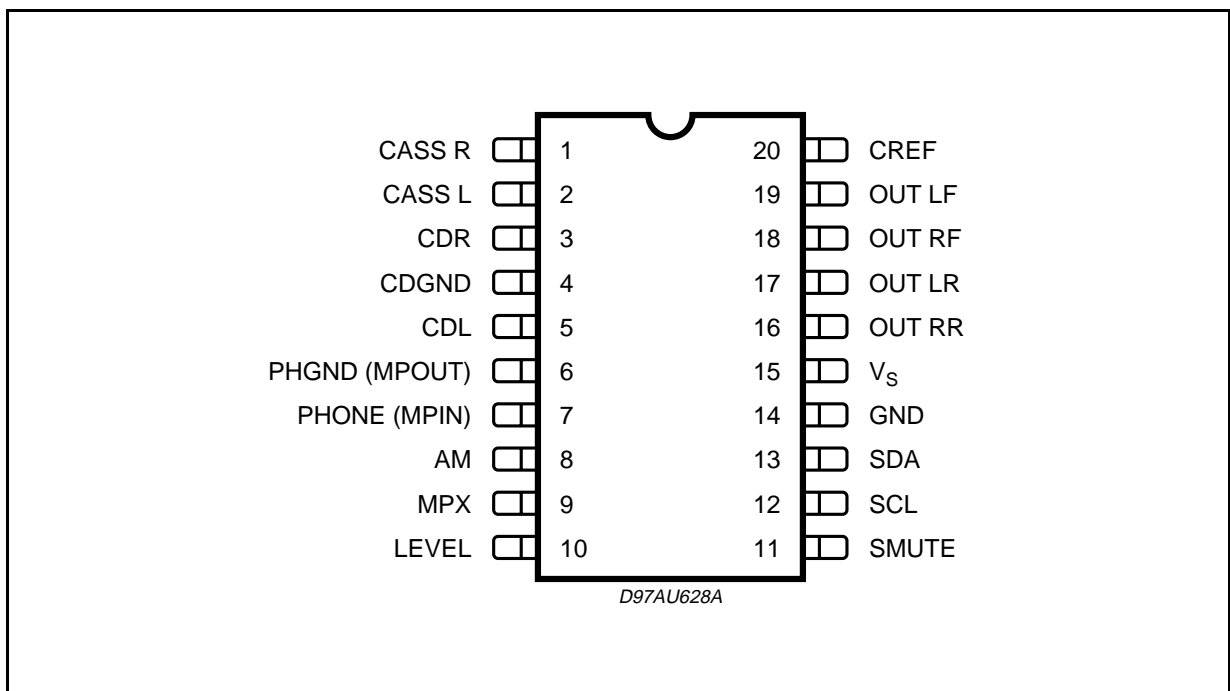 CASS R 1 20 CREF
CASS L 2 19 OUT LF
CDR 3 18 OUT RF
CDGND 4 17 OUT LR
CDL 5 16 OUT RR
PHGND (MPOUT) 6 15 VS
PHONE (MPIN) 7 14 GND
AM 8 13 SDA
MPX 9 12 SCL
LEVEL 10 11 SMUTE
D97AU628A